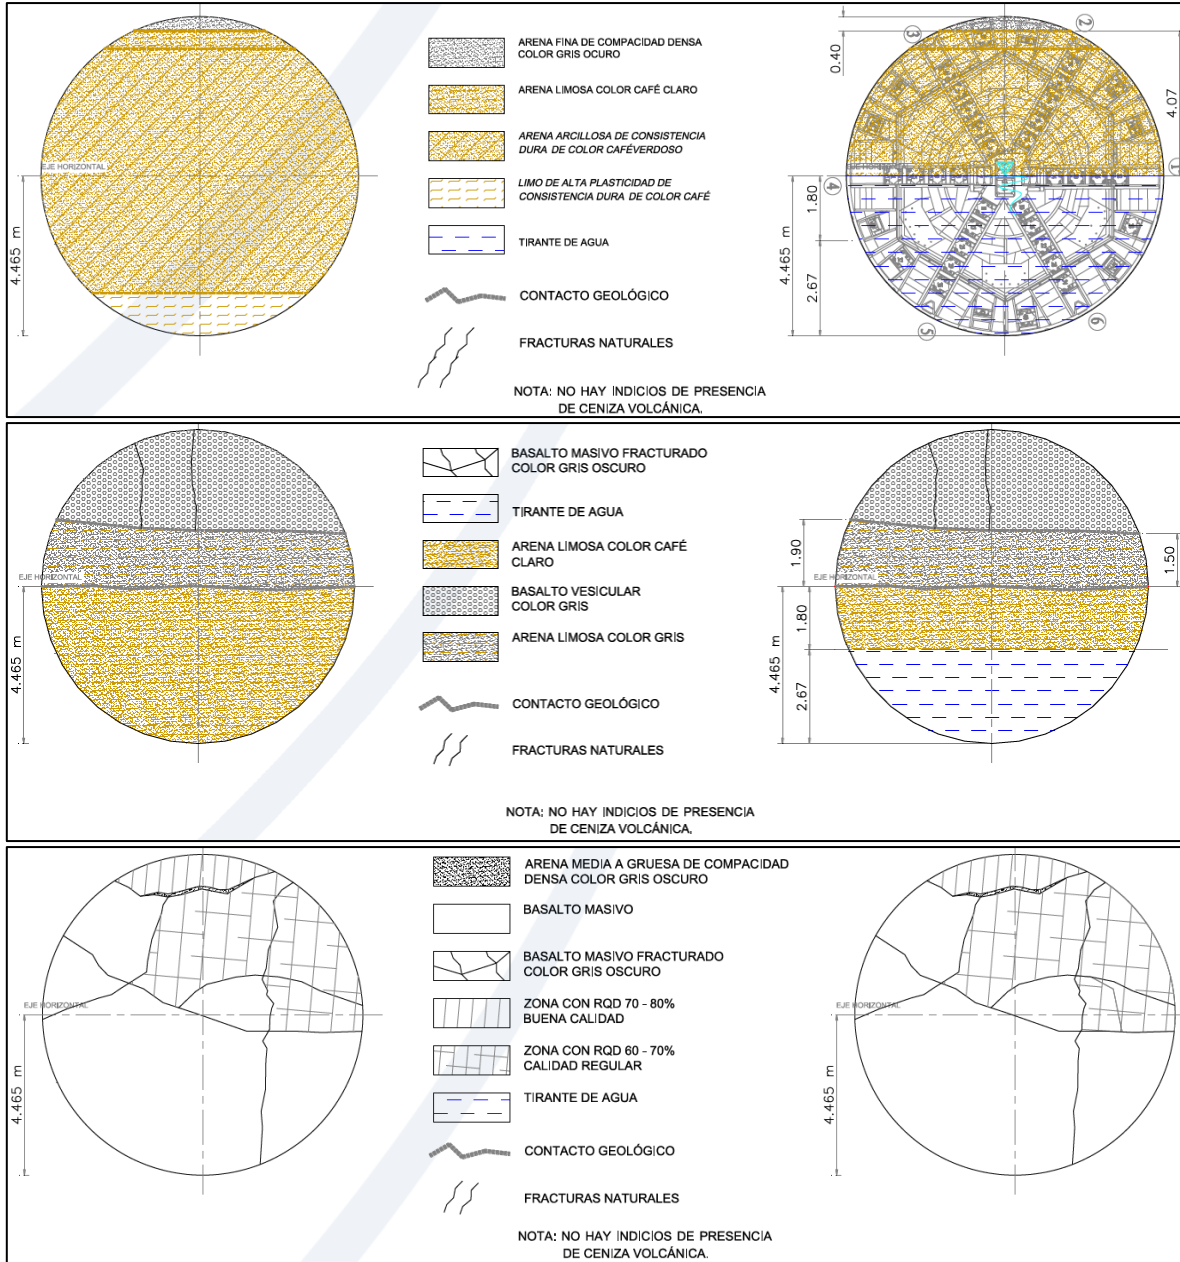 EJE HORIZONTAL
4.465 m
ARENA FINA DE COMPACIDAD DENSA
COLOR GRIS OCURO
ARENA LIMOSA COLOR CAFÉ CLARO
ARENA ARCILLOSA DE CONSISTENCIA
DURA DE COLOR CAFÉVERDOSO
LIMO DE ALTA PLASTICIDAD DE
CONSISTENCIA DURA DE COLOR CAFÉ
TIRANTE DE AGUA
CONTACTO GEOLÓGICO
FRACTURAS NATURALES
NOTA: NO HAY INDICIOS DE PRESENCIA
DE CENIZA VOLCÁNICA.
0.40
2
3
4.07
1
4
1.80
4.465 m
2.67
5
6
EJE HORIZONTAL
4.465 m
BASALTO MASIVO FRACTURADO
COLOR GRIS OSCURO
TIRANTE DE AGUA
ARENA LIMOSA COLOR CAFÉ
CLARO
BASALTO VESICULAR
COLOR GRIS
ARENA LIMOSA COLOR GRIS
CONTACTO GEOLÓGICO
FRACTURAS NATURALES
NOTA: NO HAY INDICIOS DE PRESENCIA
DE CENIZA VOLCÁNICA.
1.90
1.50
EJE HORIZONTAL
1.80
4.465 m
2.67
EJE HORIZONTAL
4.465 m
ARENA MEDIA A GRUESA DE COMPACIDAD
DENSA COLOR GRIS OSCURO
BASALTO MASIVO
BASALTO MASIVO FRACTURADO
COLOR GRIS OSCURO
ZONA CON RQD 70 - 80%
BUENA CALIDAD
ZONA CON RQD 60 - 70%
CALIDAD REGULAR
TIRANTE DE AGUA
CONTACTO GEOLÓGICO
FRACTURAS NATURALES
NOTA: NO HAY INDICIOS DE PRESENCIA
DE CENIZA VOLCÁNICA.
EJE HORIZONTAL
4.465 m